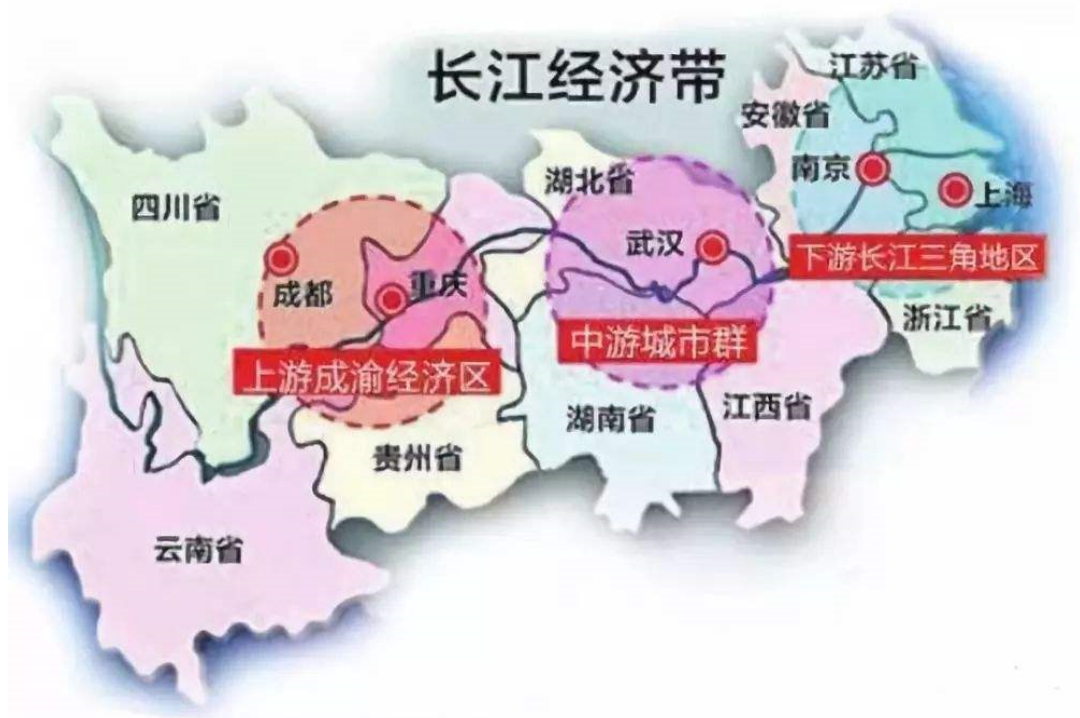 长江经济带
江苏省
安徽省
南京
上海
湖北省
四川省
武汉
下游长江三角地区
成都
重庆
浙江省
中游城市群
上游成渝经济区
江西省
湖南省
贵州省
云南省